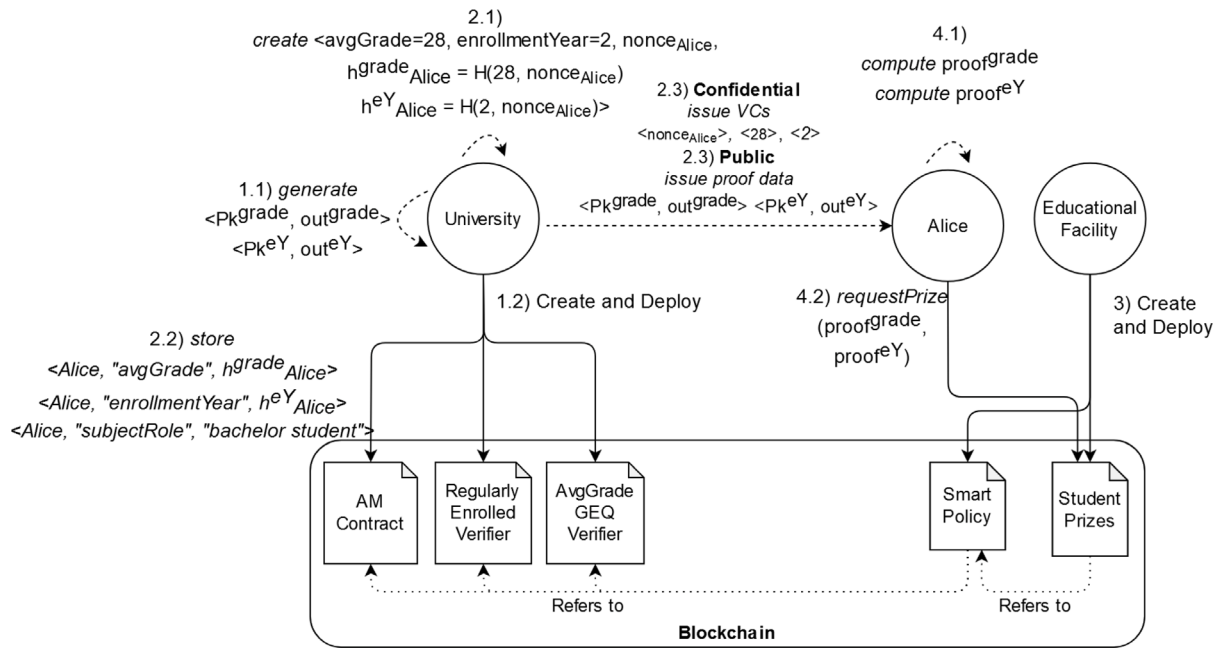 2.1)
create <avgGrade=28, enrollmentYear=2, nonceAlice,
hgradeAlice = H(28, nonceAlice)
heYAlice = H(2, nonceAlice)>
4.1)
compute proofgrade
compute proofeY
2.3) Confidential
issue VCs
<nonceAlice>, <28>, <2>
2.3) Public
issue proof data
<Pkgrade, outgrade> <PkeY, outeY>
1.1) generate
<Pkgrade, outgrade>
<PkeY, outeY>
University
Alice
Educational
Facility
1.2) Create and Deploy
4.2) requestPrize
(proofgrade,
proofeY)
3) Create
and Deploy
2.2) store
<Alice, "avgGrade", hgradeAlice>
<Alice, "enrollmentYear", heYAlice>
<Alice, "subjectRole", "bachelor student">
AM
Contract
Regularly
Enrolled
Verifier
AvgGrade
GEQ
Verifier
Smart
Policy
Student
Prizes
Refers to
Refers to
Blockchain